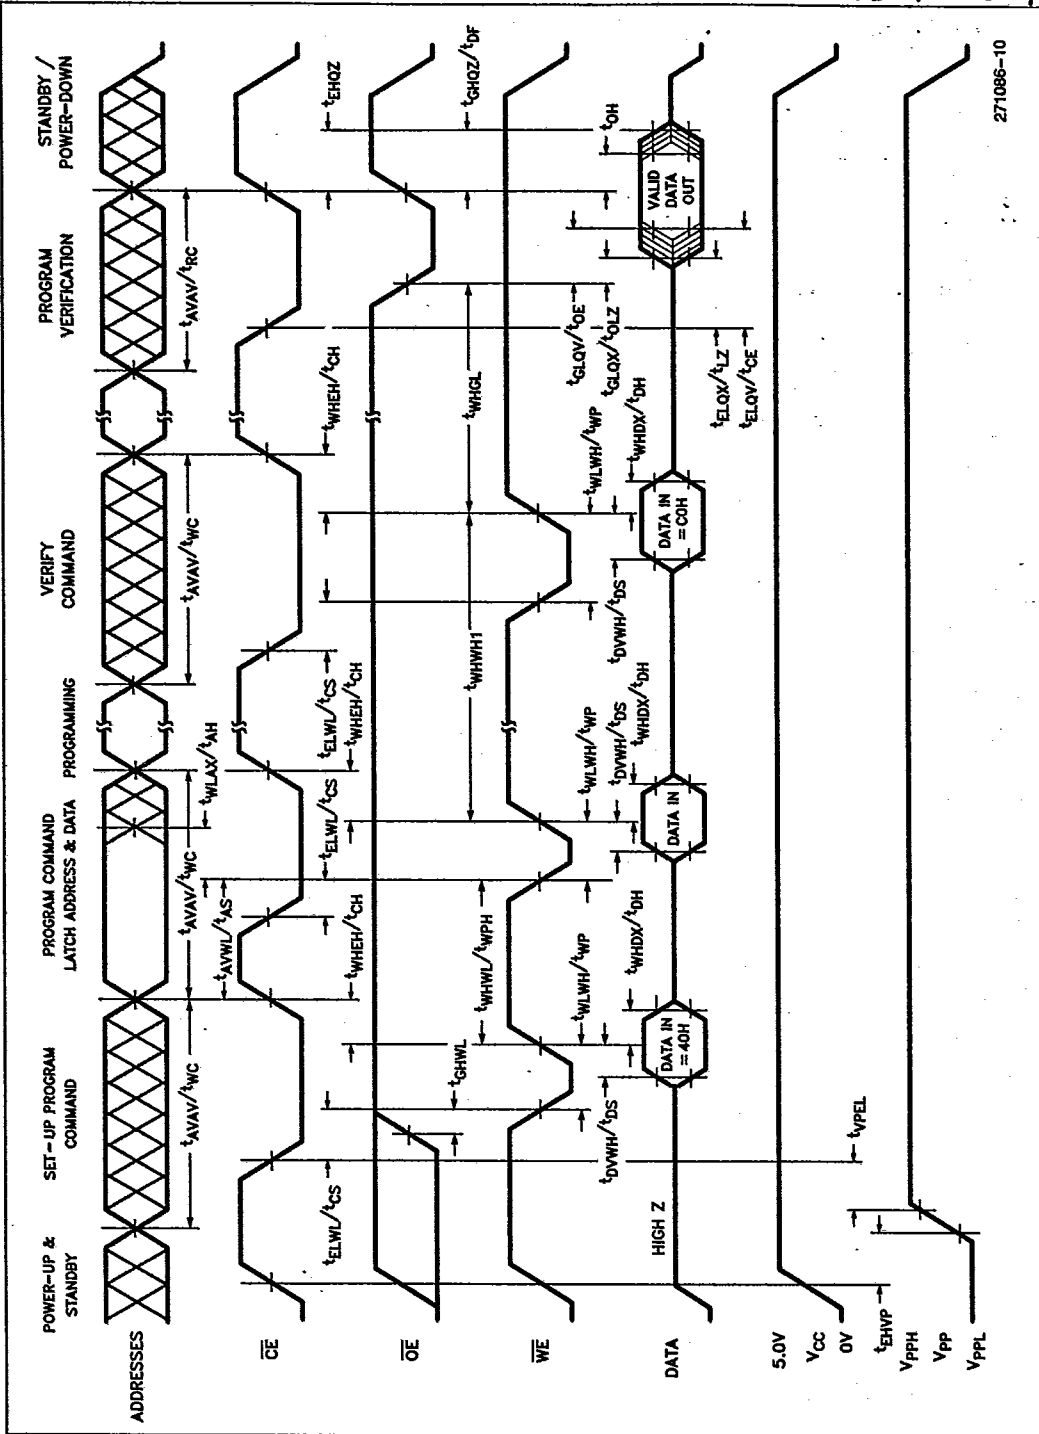 POWER-UP &
STANDBY
SET-UP PROGRAM
COMMAND
PROGRAM COMMAND
LATCH ADDRESS & DATA
PROGRAMMING
VERIFY
COMMAND
PROGRAM
VERIFICATION
STANDBY /
POWER-DOWN
ADDRESSES
tAVAV/tWC
tAVAV/tWC
tWLAX/tAH
tAVAV/tWC
tAVAV/tRC
tAVWL/tAS
CE
tELWL/tCS
tWHEH/tCH
tELWL/tCS
tWHEH/tCH
tELWL/tCS
tWHEH/tCH
tEHQZ
OE
tGHWL
tWHWL/tWPH
tWHWH1
tWHGL
tGHQZ/tDF
WE
tDVWH/tDS
tWLWH/tWP
tWHDX/tDH
tWLWH/tWP
tDVWH/tDS
tWHDX/tDH
tDVWH/tDS
tWLWH/tWP
tWHDX/tDH
tGLQV/tOE
tGLQX/tOLZ
tOH
DATA
HIGH Z
DATA IN
= 40H
DATA IN
DATA IN
= C0H
VALID
DATA
OUT
tELQX/tLZ
tELQV/tCE
5.0V
VCC
0V
tVPEL
tEHVP
VPPH
VPP
VPPL
271086-10